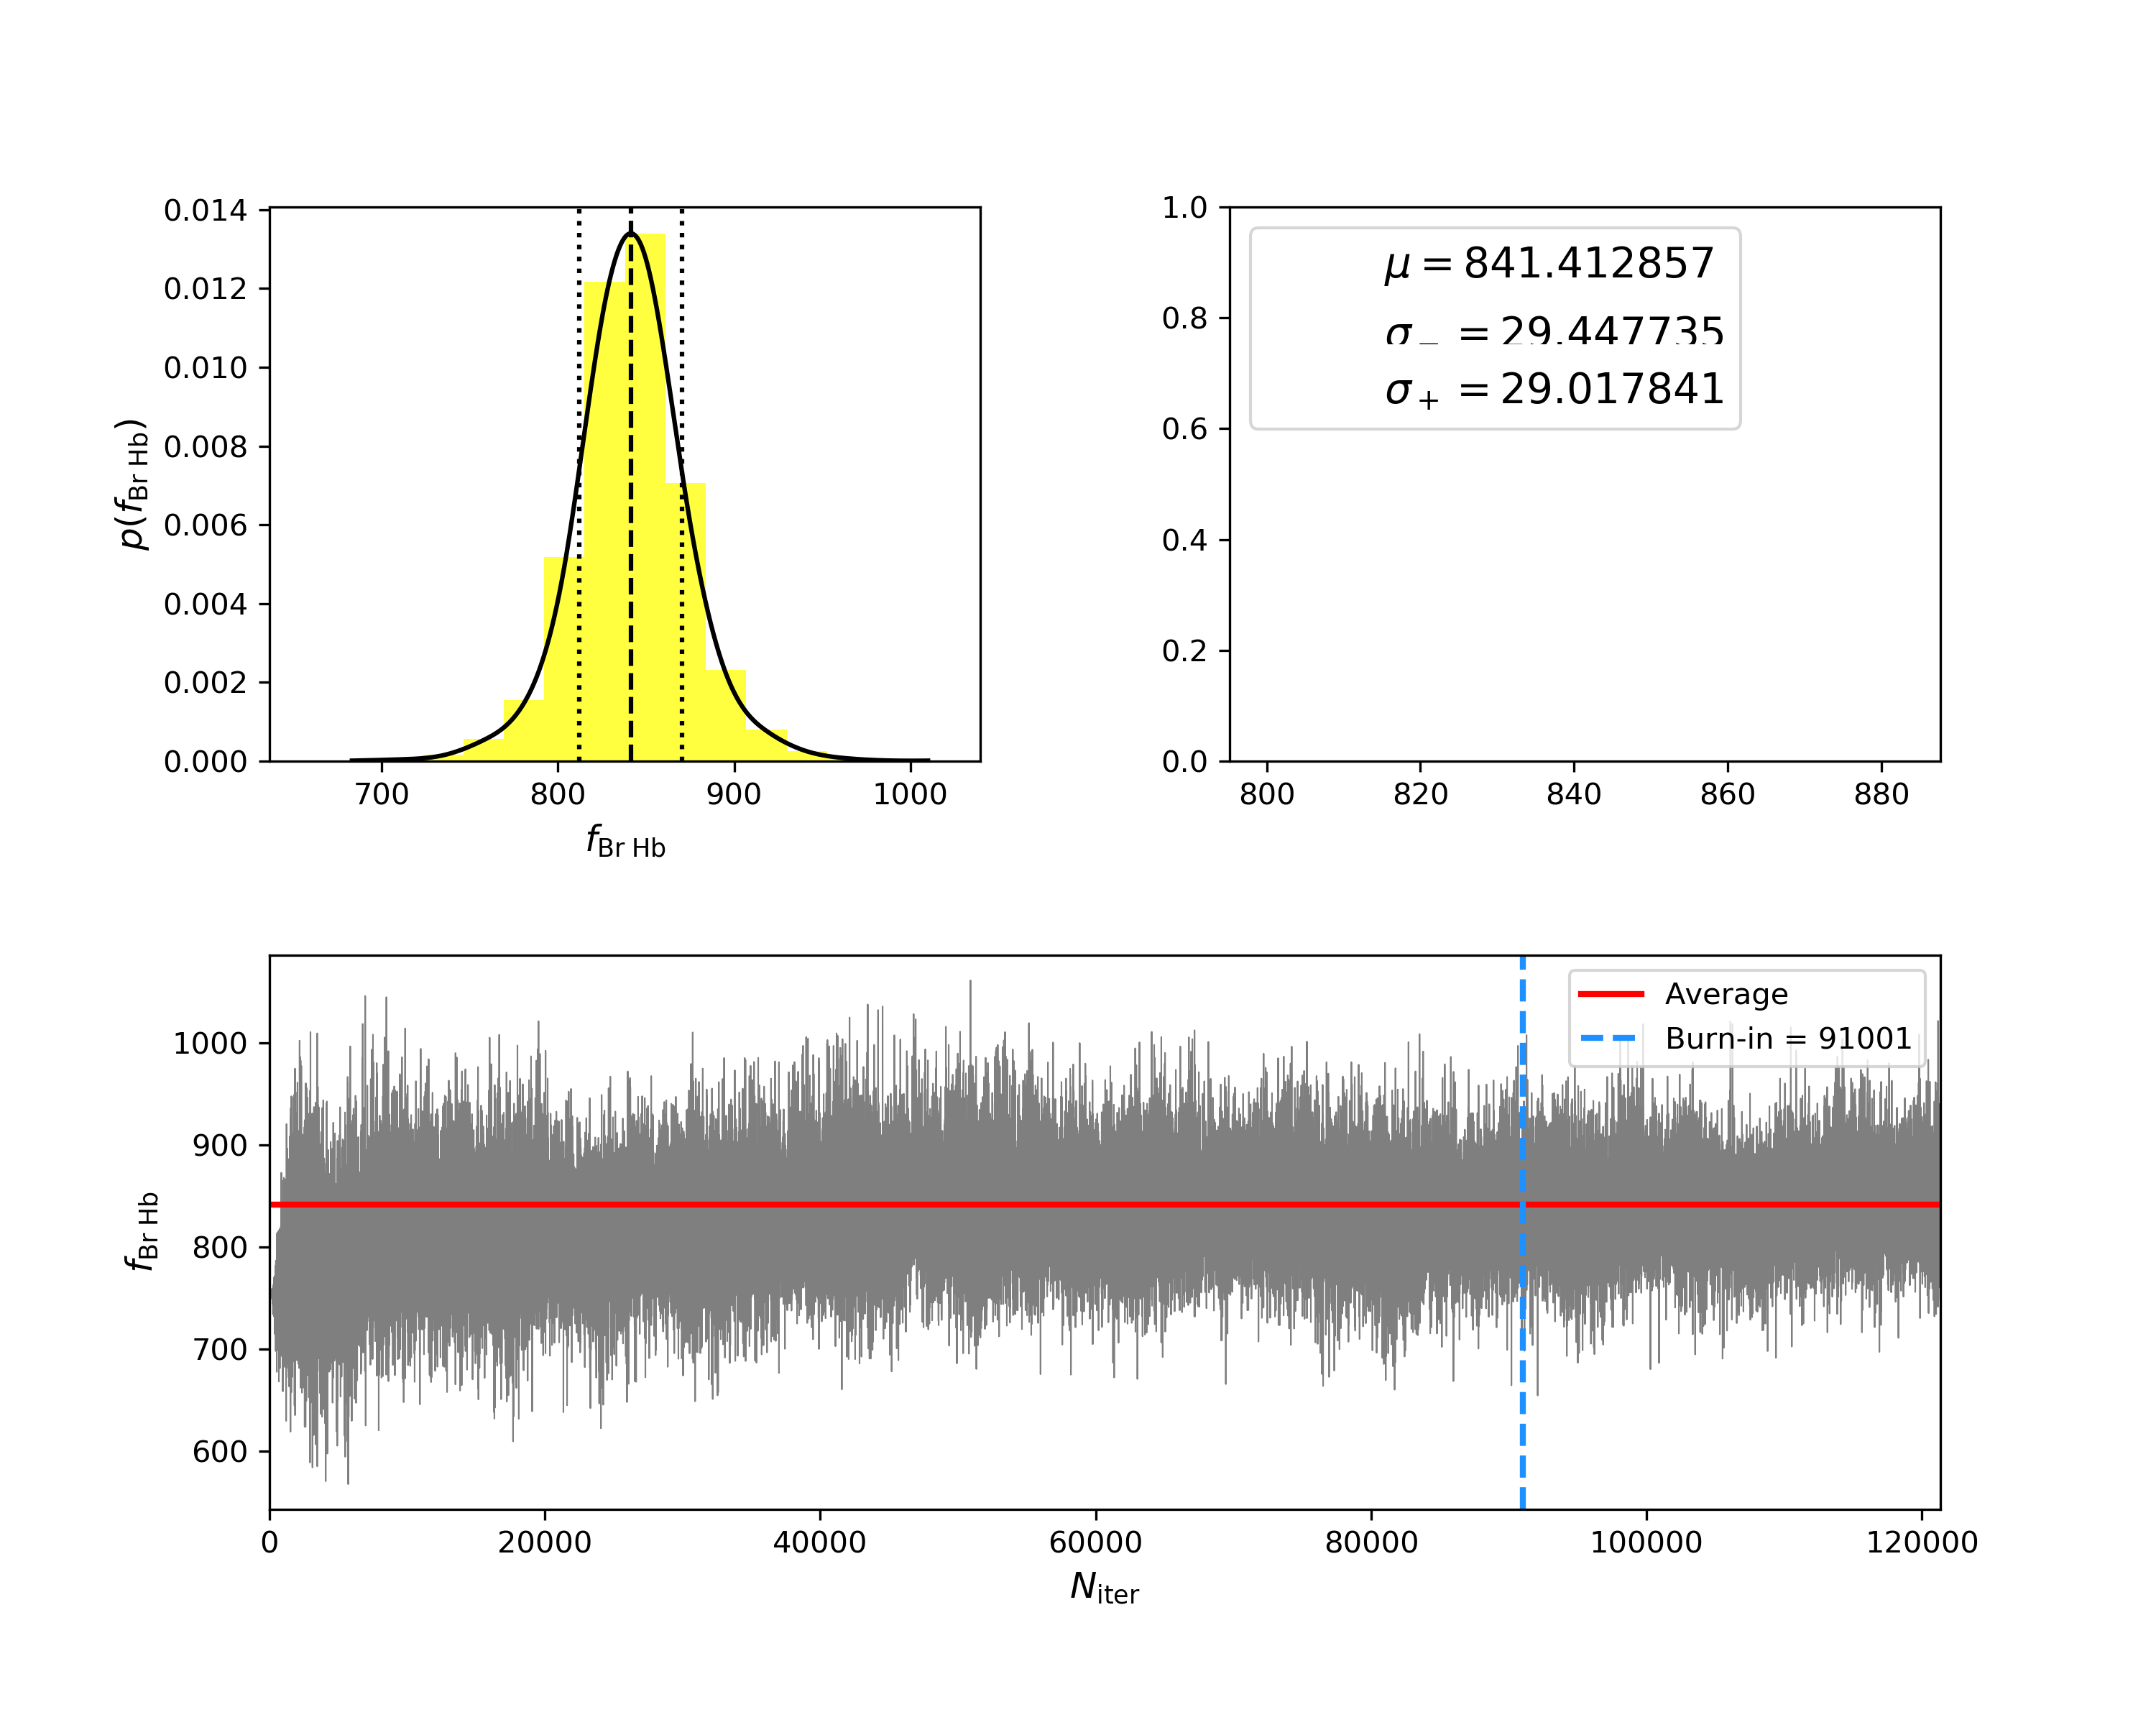 0.014
0.012
0.010
0.008
0.006
0.004
0.002
0.000
p(f_Br Hb)
700 800 900 1000
f_Br Hb
1.0
0.8
0.6
0.4
0.2
0.0
μ = 841.412857
σ_− = 29.447735
σ_+ = 29.017841
800 820 840 860 880
1000
900
800
700
600
f_Br Hb
Average
Burn-in = 91001
0 20000 40000 60000 80000 100000 120000
N_iter